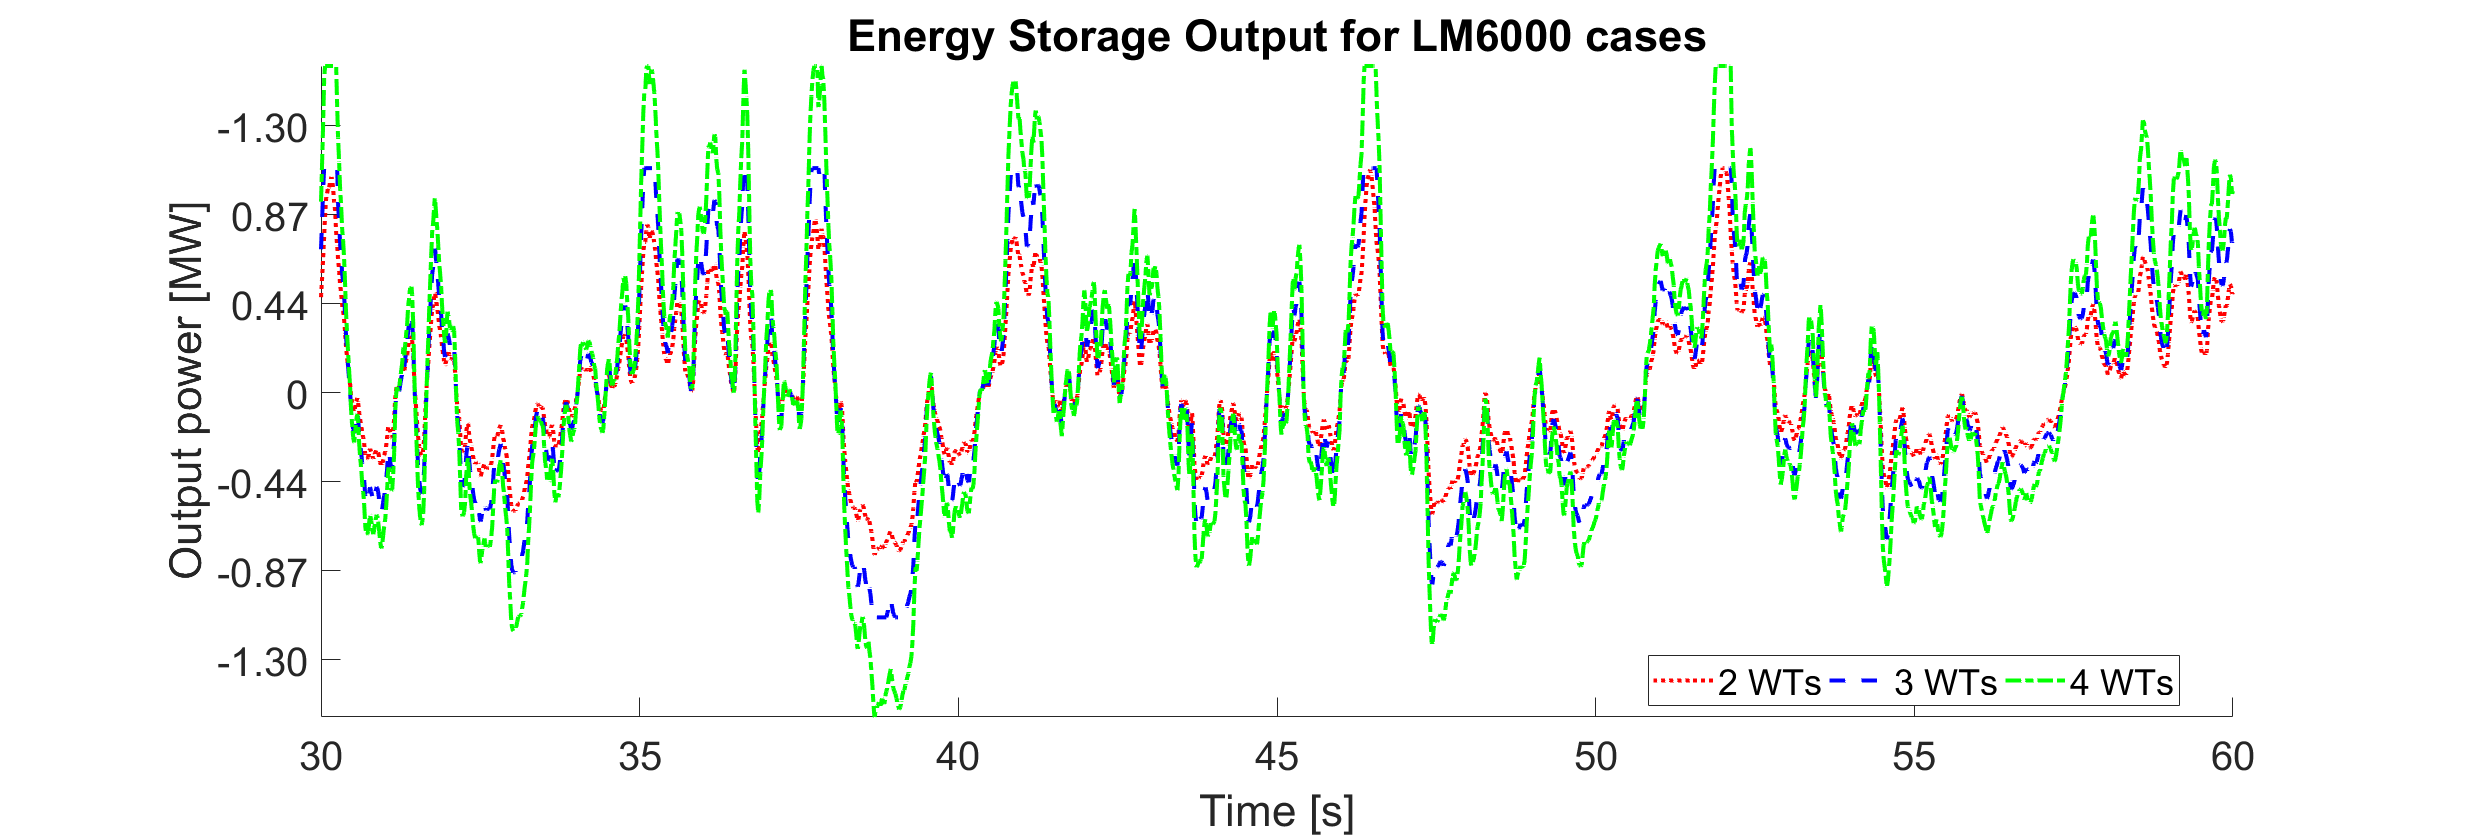 Energy Storage Output for LM6000 cases
Output power [MW]
-1.30
0.87
0.44
0
-0.44
-0.87
-1.30
2 WTs 3 WTs 4 WTs
30 35 40 45 50 55 60
Time [s]